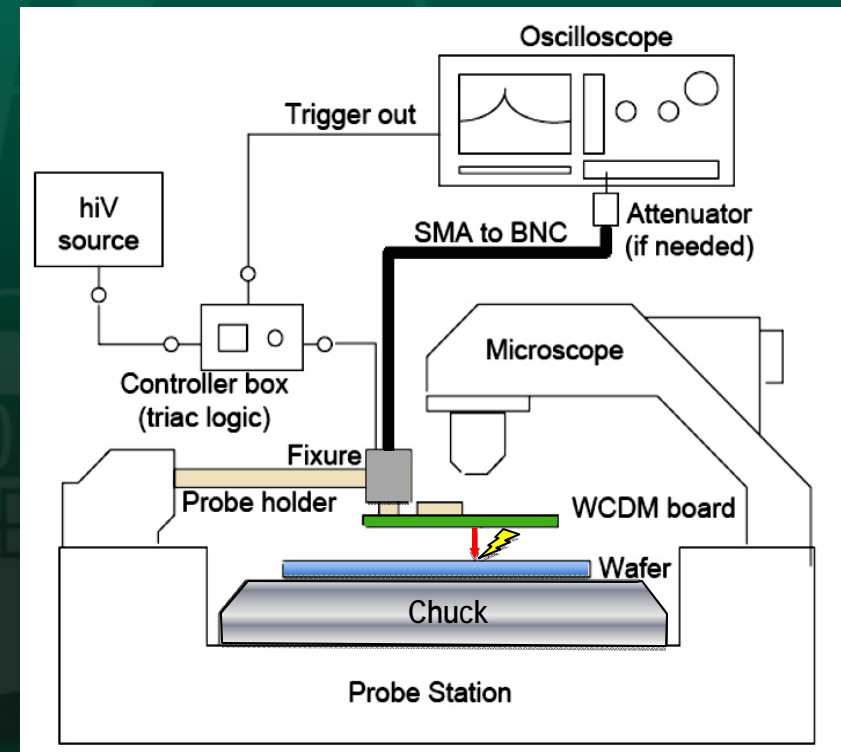 Oscilloscope
Trigger out
hiV
source
SMA to BNC
Attenuator
(if needed)
Microscope
Controller box
(triac logic)
Fixure
Probe holder
WCDM board
Wafer
Chuck
Probe Station